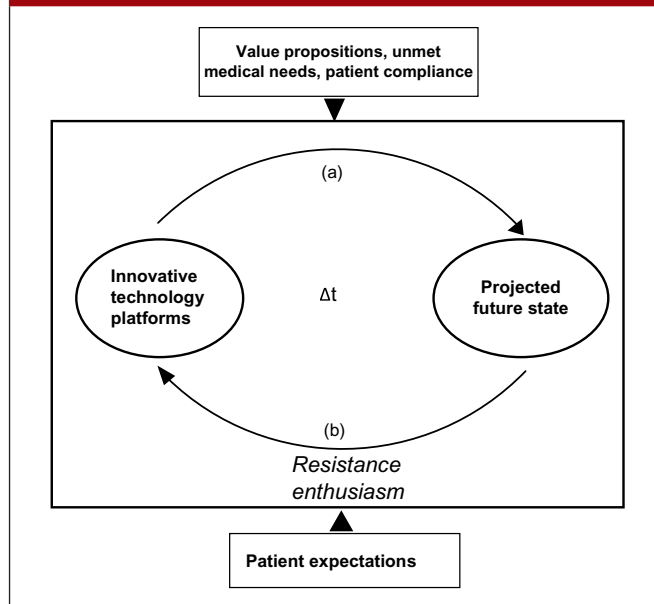 Value propositions, unmet
medical needs, patient compliance
(a)
Innovative
technology
platforms
Δt
Projected
future state
(b)
Resistance
enthusiasm
Patient expectations